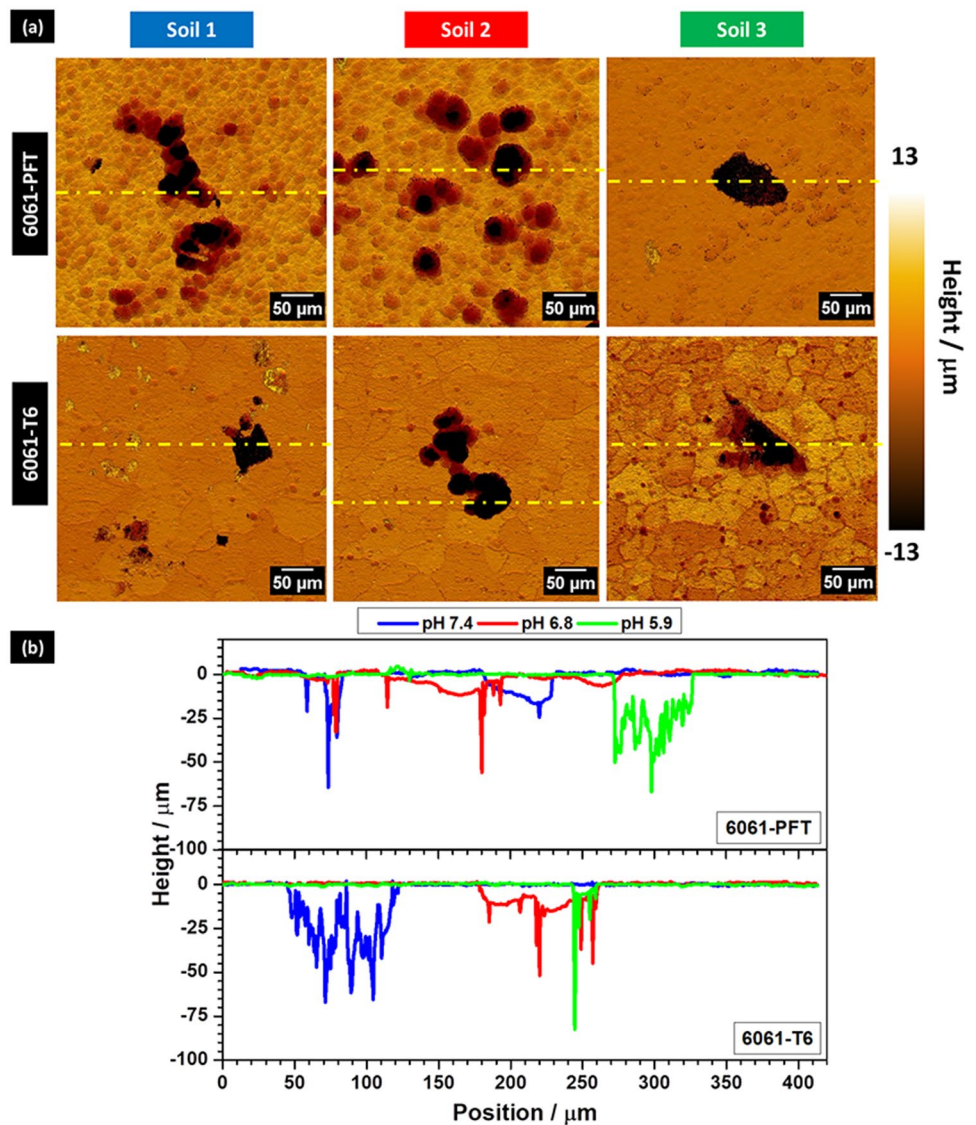 (a)
Soil 1
Soil 2
Soil 3
6061-PFT
50 µm
50 µm
50 µm
6061-T6
50 µm
50 µm
50 µm
13
Height / µm
-13
(b)
pH 7.4 pH 6.8 pH 5.9
0
-25
-50
-75
-100
6061-PFT
Height / µm
0
-25
-50
-75
-100
6061-T6
0 50 100 150 200 250 300 350 400
Position / µm